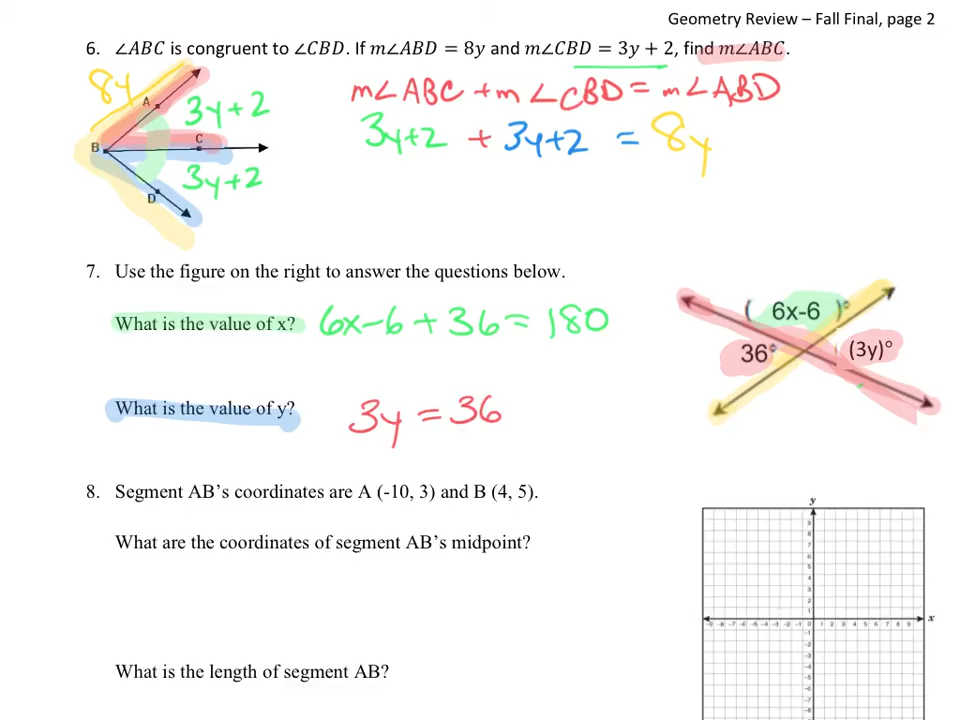 Geometry Review – Fall Final, page 2
6. ∠ABC is congruent to ∠CBD. If m∠ABD = 8y and m∠CBD = 3y + 2, find m∠ABC.
8y
A
3y+2
B
C
3y+2
D
m∠ABC + m∠CBD = m∠ABD
3y+2 + 3y+2 = 8y
7. Use the figure on the right to answer the questions below.
What is the value of x? 6x-6 + 36 = 180
( 6x-6 )°
36° (3y)°
What is the value of y? 3y = 36
8. Segment AB's coordinates are A (-10, 3) and B (4, 5).
What are the coordinates of segment AB's midpoint?
y
x
What is the length of segment AB?